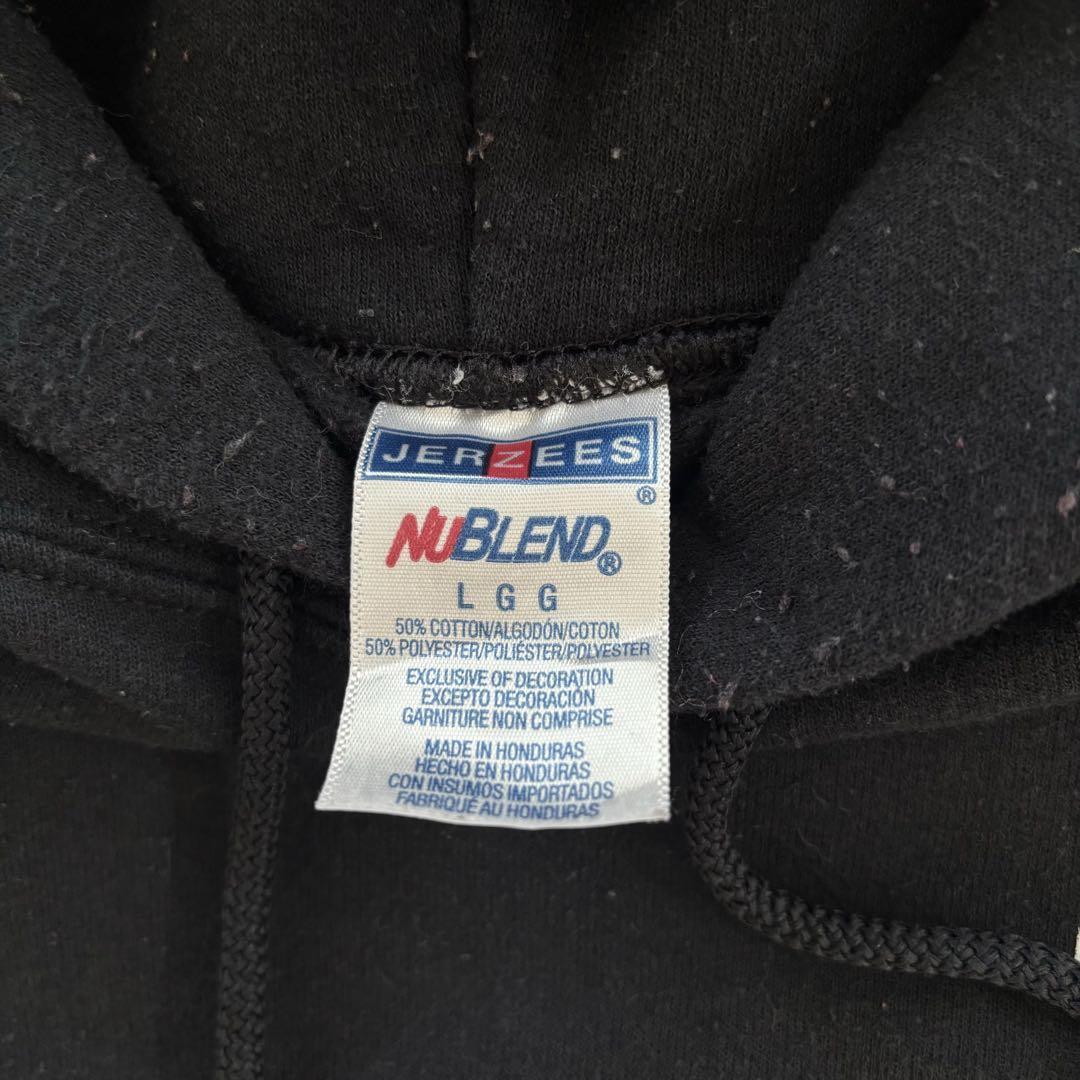 JERZEES
®
NUBLEND®
L G G
50% COTTON/ALGODÓN/COTON
50% POLYESTER/POLIÉSTER/POLYESTER
EXCLUSIVE OF DECORATION
EXCEPTO DECORACIÓN
GARNITURE NON COMPRISE
MADE IN HONDURAS
HECHO EN HONDURAS
CON INSUMOS IMPORTADOS
FABRIQUÉ AU HONDURAS